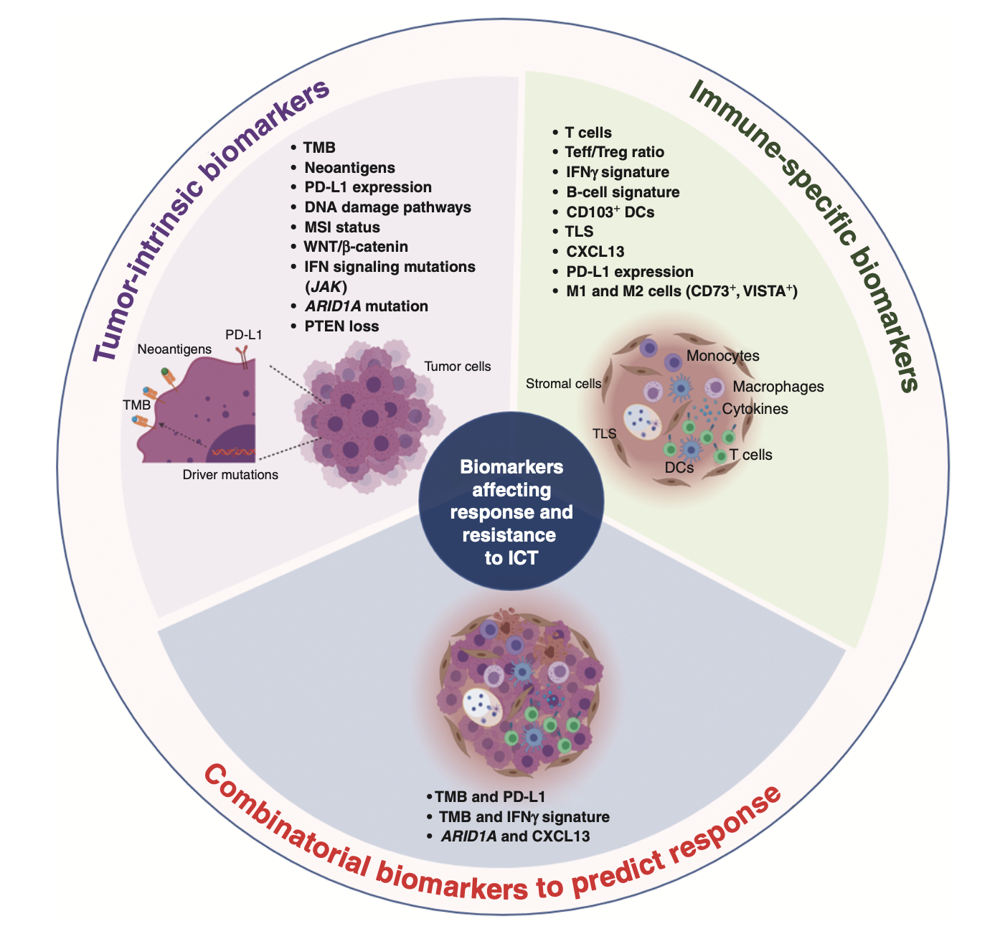 Tumor-intrinsic biomarkers
• TMB
• Neoantigens
• PD-L1 expression
• DNA damage pathways
• MSI status
• WNT/β-catenin
• IFN signaling mutations
(JAK)
• ARID1A mutation
• PTEN loss
PD-L1
Neoantigens
TMB
Driver mutations
Tumor cells
Immune-specific biomarkers
• T cells
• Teff/Treg ratio
• IFNγ signature
• B-cell signature
• CD103⁺ DCs
• TLS
• CXCL13
• PD-L1 expression
• M1 and M2 cells (CD73⁺, VISTA⁺)
Monocytes
Stromal cells
Macrophages
Cytokines
TLS
T cells
DCs
Biomarkers
affecting
response and
resistance
to ICT
• TMB and PD-L1
• TMB and IFNγ signature
• ARID1A and CXCL13
Combinatorial biomarkers to predict response